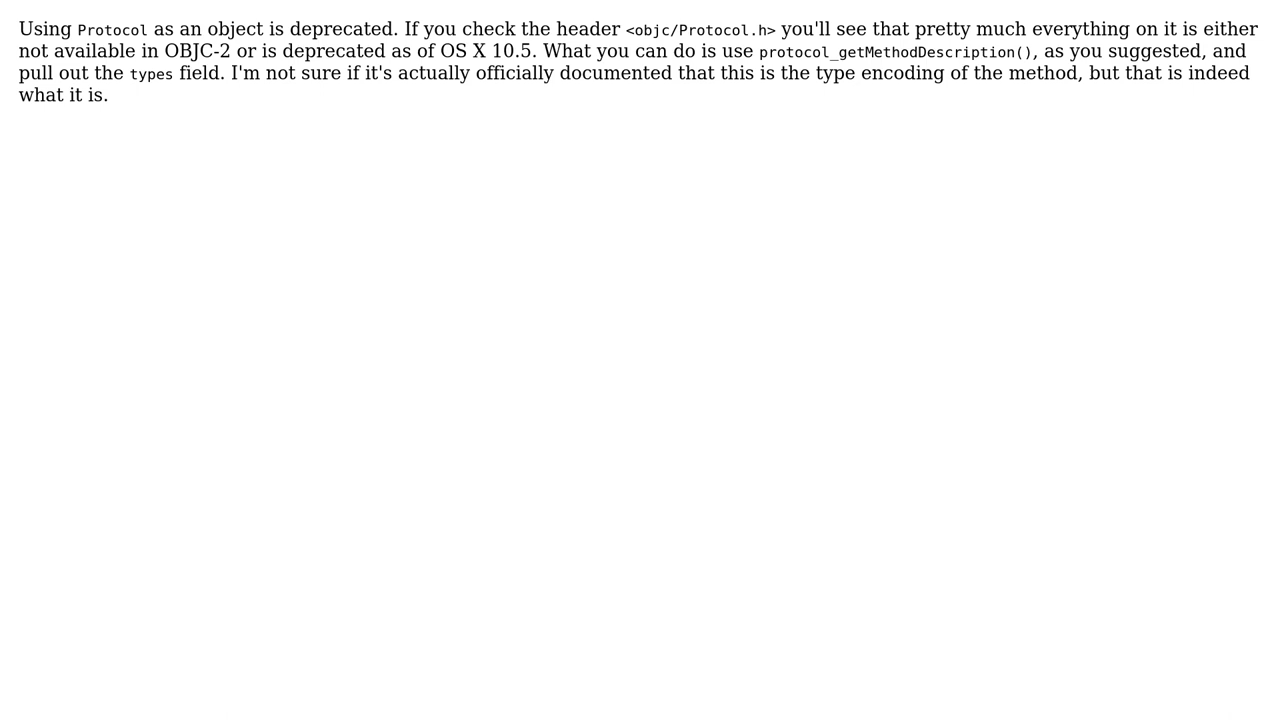 Using Protocol as an object is deprecated. If you check the header <objc/Protocol.h> you'll see that pretty much everything on it is either
not available in OBJC-2 or is deprecated as of OS X 10.5. What you can do is use protocol_getMethodDescription(), as you suggested, and
pull out the types field. I'm not sure if it's actually officially documented that this is the type encoding of the method, but that is indeed
what it is.